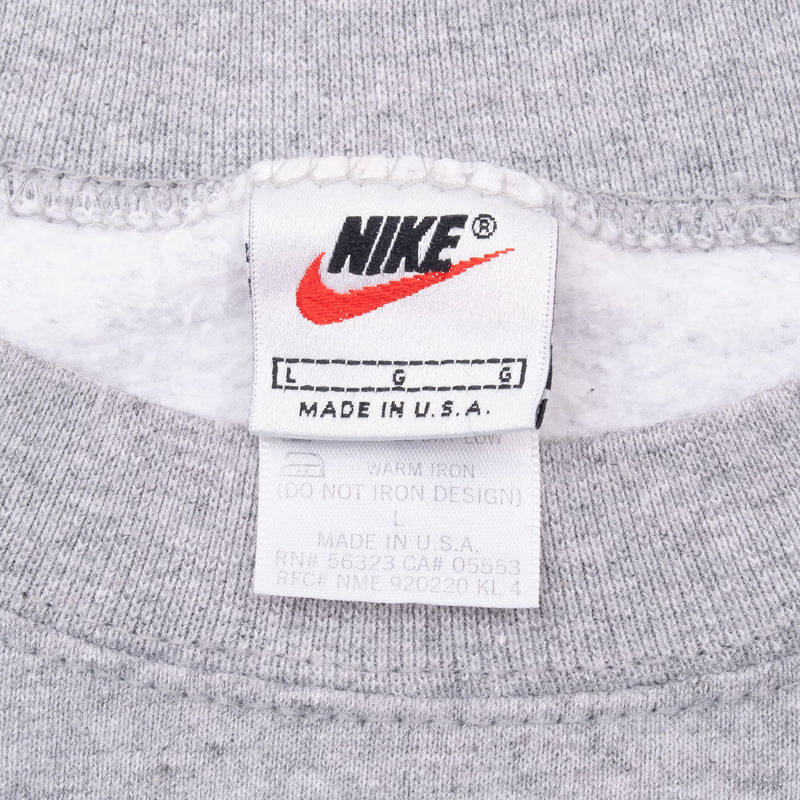 NIKE®
L G G
MADE IN U.S.A.
LOW
WARM IRON
(DO NOT IRON DESIGN)
L
MADE IN U.S.A.
RN# 56323 CA# 05553
RFC# NME 920220 KL 4